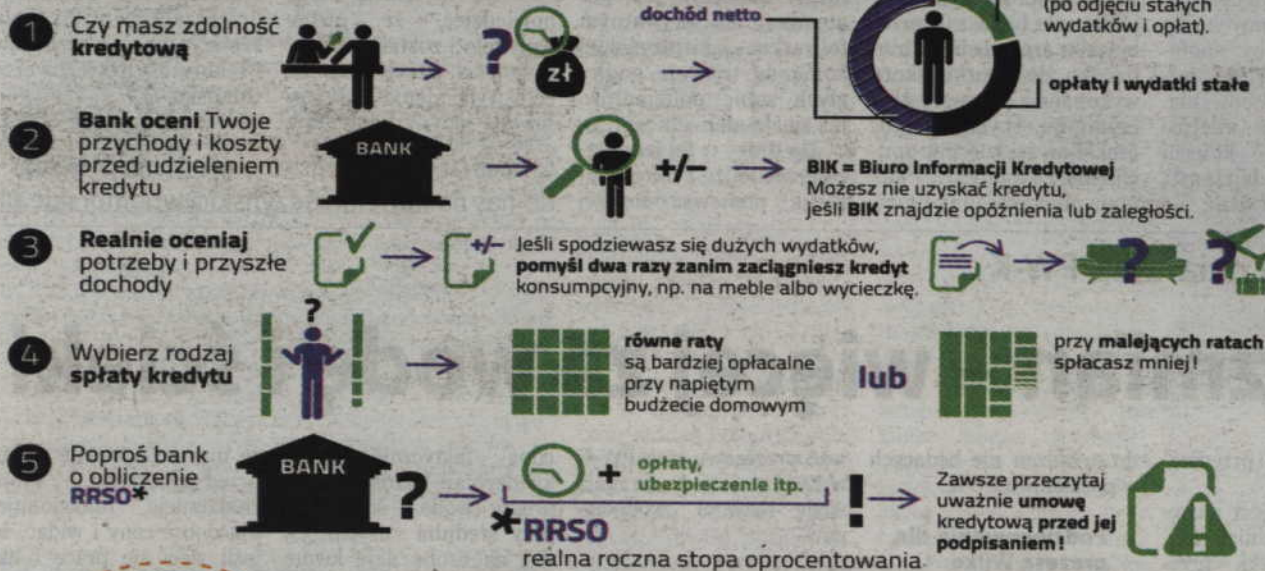 1 Czy masz zdolność
kredytową
?
zł
dochód netto
(po odjęciu stałych
wydatków i opłat).
opłaty i wydatki stałe
2 Bank oceni Twoje
przychody i koszty
przed udzieleniem
kredytu
BANK
+/−
BIK = Biuro Informacji Kredytowej
Możesz nie uzyskać kredytu,
jeśli BIK znajdzie opóźnienia lub zaległości.
3 Realnie oceniaj
potrzeby i przyszłe
dochody
+/−
Jeśli spodziewasz się dużych wydatków,
pomyśl dwa razy zanim zaciągniesz kredyt
konsumpcyjny, np. na meble albo wycieczkę.
?
?
4 Wybierz rodzaj
spłaty kredytu
?
równe raty
są bardziej opłacalne
przy napiętym
budżecie domowym
lub
przy malejących ratach
spłacasz mniej!
5 Poproś bank
o obliczenie
RRSO*
BANK
?
+
opłaty,
ubezpieczenie itp.
!
*RRSO
realna roczna stopa oprocentowania
Zawsze przeczytaj
uważnie umowę
kredytową przed jej
podpisaniem!